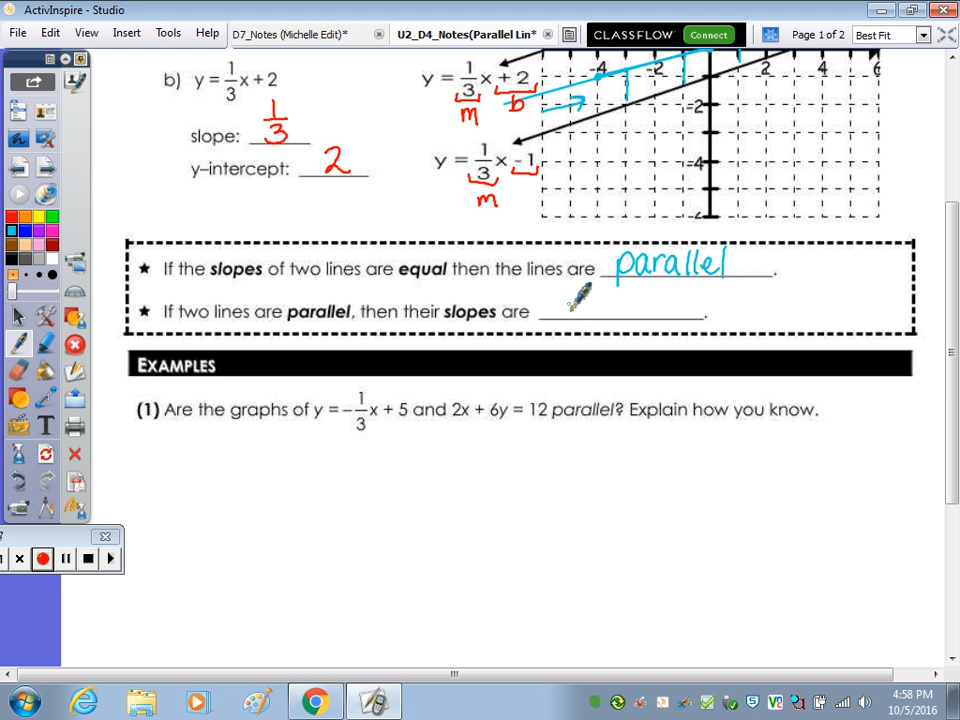 ActivInspire - Studio
File Edit View Insert Tools Help
D7_Notes (Michelle Edit)*
U2_D4_Notes(Parallel Lin*
CLASSFLOW Connect
Page 1 of 2
Best Fit
b) y = 1/3 x + 2
slope: 1/3
y–intercept: 2
y = 1/3 x + 2
m b
y = 1/3 x - 1
m
-4 -2 2 4 6
-2
-4
★ If the slopes of two lines are equal then the lines are parallel.
★ If two lines are parallel, then their slopes are ____________.
EXAMPLES
(1) Are the graphs of y = –1/3 x + 5 and 2x + 6y = 12 parallel? Explain how you know.
4:58 PM
10/5/2016